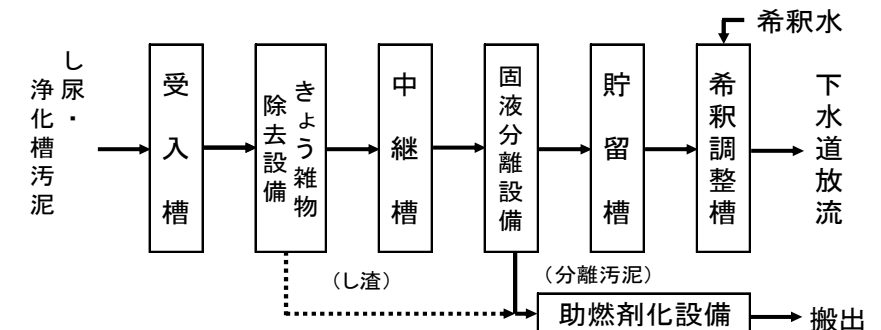 希釈水
し尿・
浄化槽汚泥
受入槽
きょう雑物
除去設備
中継槽
固液分離設備
貯留槽
希釈調整槽
下水道放流
(し渣)
(分離汚泥)
助燃剤化設備
搬出